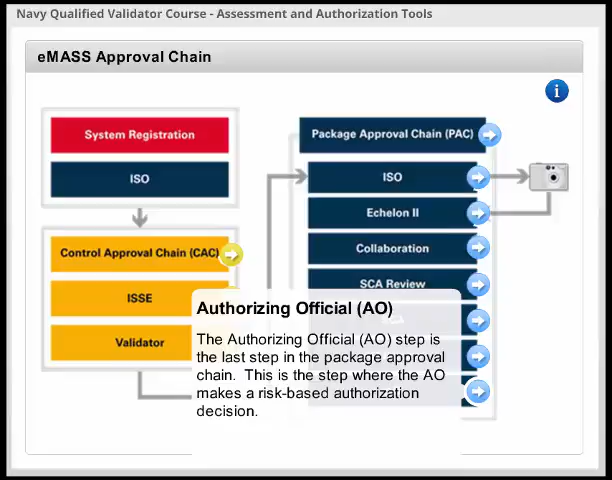 Navy Qualified Validator Course - Assessment and Authorization Tools
eMASS Approval Chain
i
System Registration
ISO
Control Approval Chain (CAC)
ISSE
Validator
Package Approval Chain (PAC)
ISO
Echelon II
Collaboration
SCA Review
Authorizing Official (AO)
The Authorizing Official (AO) step is
the last step in the package approval
chain. This is the step where the AO
makes a risk-based authorization
decision.